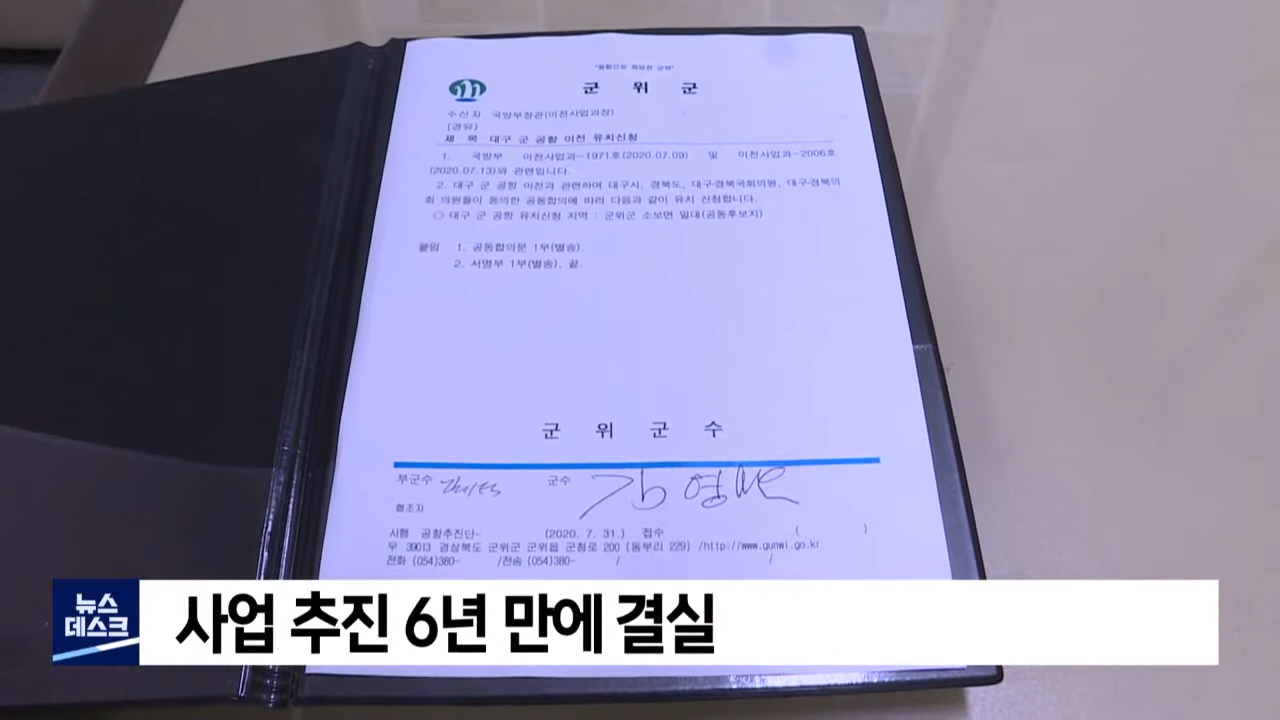 "통합신도 희망찬 군위"
군 위 군
수신자 국방부장관(이전사업과장)
(경유)
제 목 대구 군 공항 이전 유치신청
1. 국방부 이전사업과-1971호(2020.07.09) 및 이전사업과-2006호
(2020.07.13)와 관련입니다.
2. 대구 군 공항 이전과 관련하여 대구시, 경북도, 대구·경북국회의원, 대구·경북의
회 의원들이 동의한 공동합의에 따라 다음과 같이 유치 신청합니다.
○ 대구 군 공항 유치신청 지역 : 군위군 소보면 일대(공동후보지)
붙임 1. 공동합의문 1부(별송).
2. 서명부 1부(별송). 끝.
군 위 군 수
부군수 군수 김영만
협조자
시행 공항추진단- (2020. 7. 31.) 접수 ( )
우 39013 경상북도 군위군 군위읍 군청로 200 (동부리 229) /http://www.gunwi.go.kr
전화 (054)380- /전송 (054)380- / /
뉴스
데스크
사업 추진 6년 만에 결실